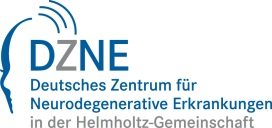 DZNE
Deutsches Zentrum für
Neurodegenerative Erkrankungen
in der Helmholtz-Gemeinschaft